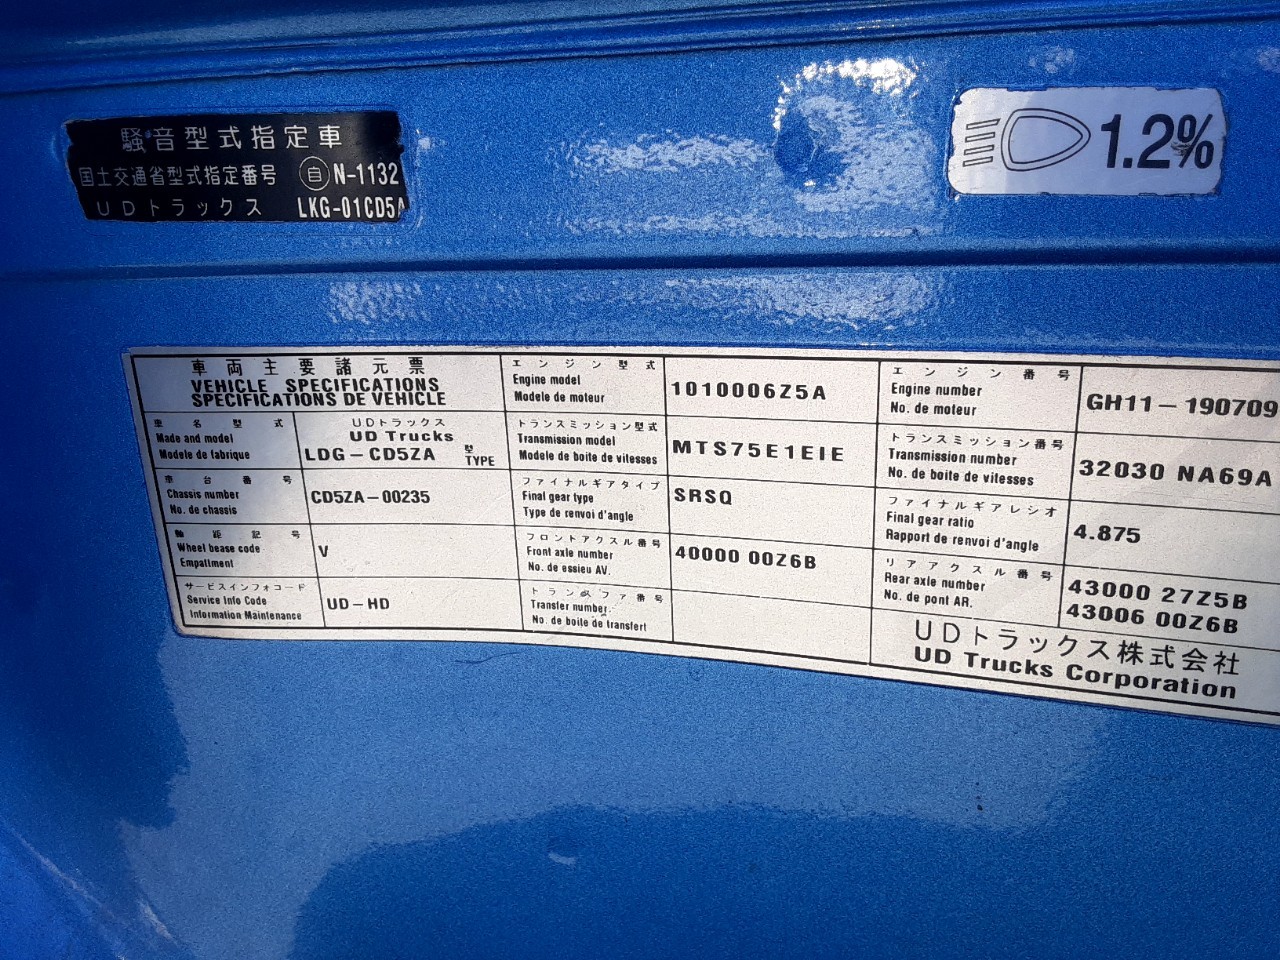 騒音型式指定車
国土交通省型式指定番号 自 N-1132
UDトラックス LKG-01CD5A
1.2%
車両主要諸元票
VEHICLE SPECIFICATIONS
SPECIFICATIONS DE VEHICLE
車名型式
Made and model
Modele de fabrique
UDトラックス
UD Trucks
LDG-CD5ZA 型 TYPE
車台番号
Chassis number
No. de chassis
CD5ZA-00235
軸距記号
Wheel base code
Empattment
V
サービスインフォコード
Service Info Code
Information Maintenance
UD-HD
エンジン型式
Engine model
Modele de moteur
1010006Z5A
トランスミッション型式
Transmission model
Modele de boite de vitesses
MTS75E1EIE
ファイナルギアタイプ
Final gear type
Type de renvoi d'angle
SRSQ
フロントアクスル番号
Front axle number
No. de essieu AV.
40000 00Z6B
トランスファ番号
Transfer number
No. de boite de transfert
エンジン番号
Engine number
No. de moteur
GH11-190709
トランスミッション番号
Transmission number
No. de boite de vitesses
32030 NA69A
ファイナルギアレシオ
Final gear ratio
Rapport de renvoi d'angle
4.875
リアアクスル番号
Rear axle number
No. de pont AR.
43000 27Z5B
43006 00Z6B
UDトラックス株式会社
UD Trucks Corporation